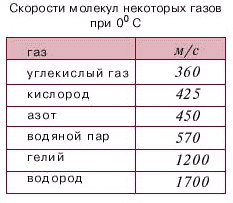 Скорости молекул некоторых газов
при 0⁰ С
газ м/с
углекислый газ 360
кислород 425
азот 450
водяной пар 570
гелий 1200
водород 1700